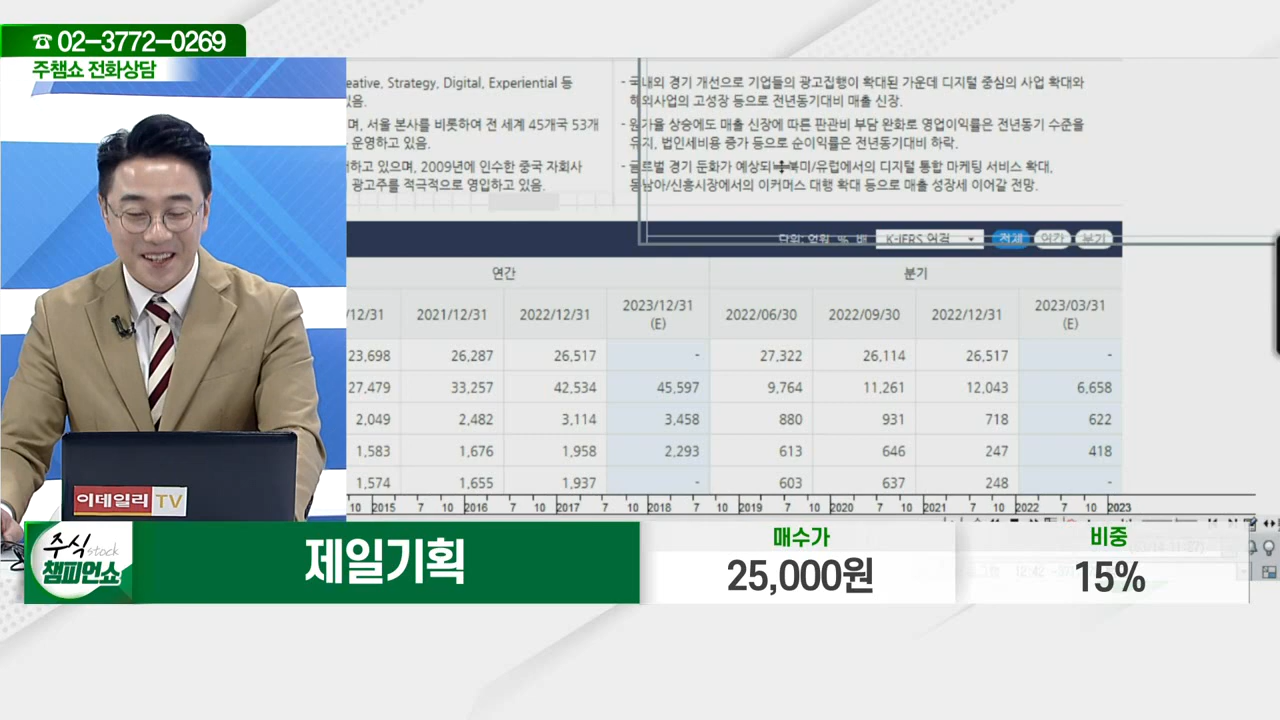 ☎ 02-3772-0269
주챔쇼 전화상담
eative, Strategy, Digital, Experiential 등
있음.
며, 서울 본사를 비롯하여 전 세계 45개국 53개
운영하고 있음.
하고 있으며, 2009년에 인수한 중국 자회사
광고주를 적극적으로 영입하고 있음.
- 국내외 경기 개선으로 기업들의 광고집행이 확대된 가운데 디지털 중심의 사업 확대와
해외사업의 고성장 등으로 전년동기대비 매출 신장.
- 원가율 상승에도 매출 신장에 따른 판관비 부담 완화로 영업이익률은 전년동기 수준을
유지, 법인세비용 증가 등으로 순이익률은 전년동기대비 하락.
- 글로벌 경기 둔화가 예상되나 북미/유럽에서의 디지털 통합 마케팅 서비스 확대,
동남아/신흥시장에서의 이커머스 대행 확대 등으로 매출 성장세 이어갈 전망.
단위: 억원, %, 배 K-IFRS 연결 전체 연간 분기
연간 분기
/12/31 2021/12/31 2022/12/31 2023/12/31 (E) 2022/06/30 2022/09/30 2022/12/31 2023/03/31 (E)
23,698 26,287 26,517 - 27,322 26,114 26,517 -
27,479 33,257 42,534 45,597 9,764 11,261 12,043 6,658
2,049 2,482 3,114 3,458 880 931 718 622
1,583 1,676 1,958 2,293 613 646 247 418
1,574 1,655 1,937 - 603 637 248 -
10 2015 7 10 2016 7 10 2017 7 10 2018 7 10 2019 7 10 2020 7 10 2021 7 10 2022 7 10 2023
이데일리 TV
주식 stock
챔피언쇼
제일기획
매수가
25,000원
비중
15%